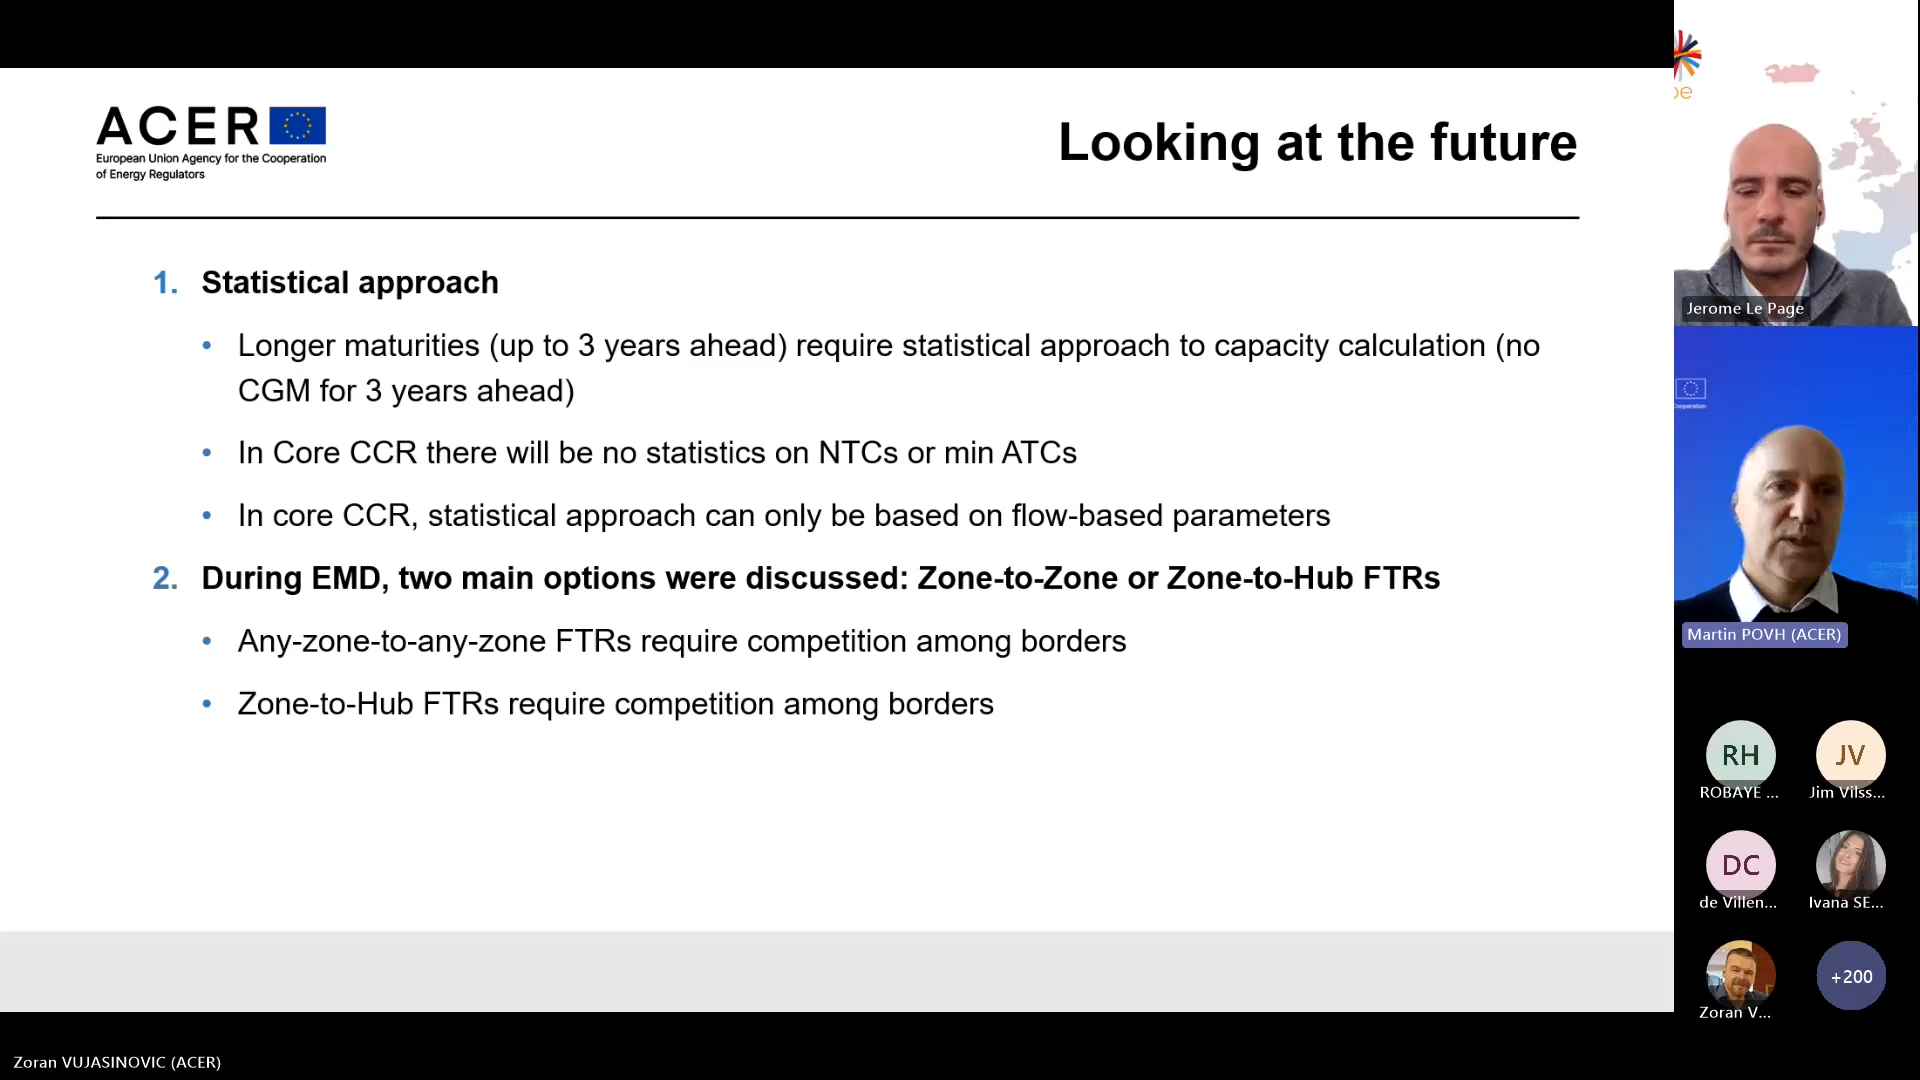 ACER
European Union Agency for the Cooperation
of Energy Regulators
Looking at the future
1. Statistical approach
• Longer maturities (up to 3 years ahead) require statistical approach to capacity calculation (no
CGM for 3 years ahead)
• In Core CCR there will be no statistics on NTCs or min ATCs
• In core CCR, statistical approach can only be based on flow-based parameters
2. During EMD, two main options were discussed: Zone-to-Zone or Zone-to-Hub FTRs
• Any-zone-to-any-zone FTRs require competition among borders
• Zone-to-Hub FTRs require competition among borders
Jerome Le Page
Martin POVH (ACER)
RH
ROBAYE ...
JV
Jim Vilss...
DC
de Villen...
Ivana SE...
Zoran V...
+200
Zoran VUJASINOVIC (ACER)